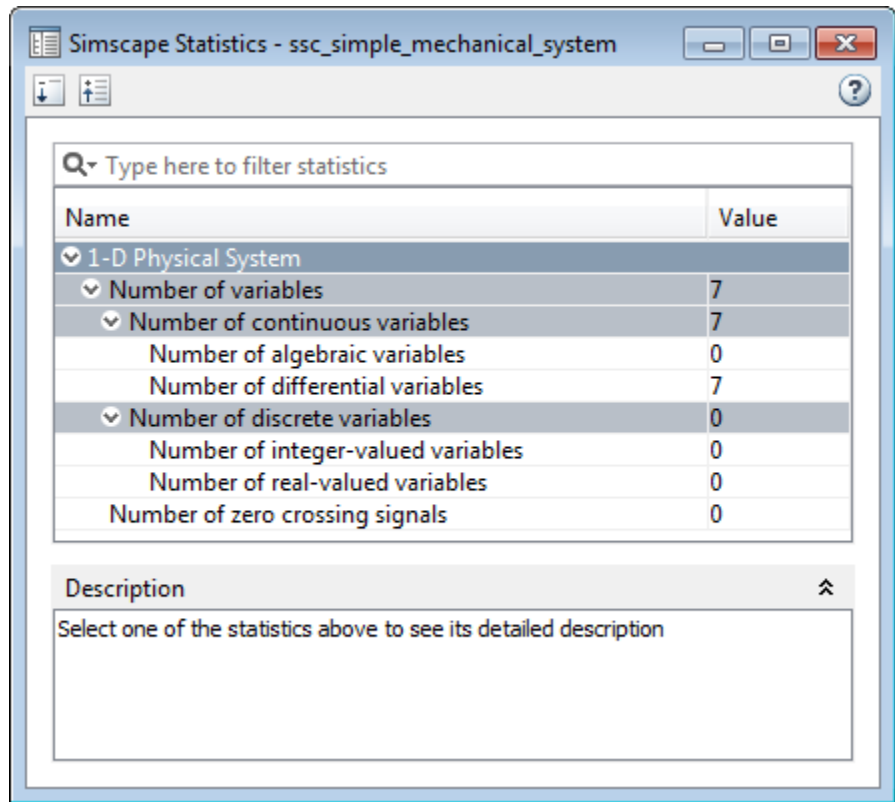 Simscape Statistics - ssc_simple_mechanical_system
Type here to filter statistics
Name Value
1-D Physical System
Number of variables 7
Number of continuous variables 7
Number of algebraic variables 0
Number of differential variables 7
Number of discrete variables 0
Number of integer-valued variables 0
Number of real-valued variables 0
Number of zero crossing signals 0
Description
Select one of the statistics above to see its detailed description